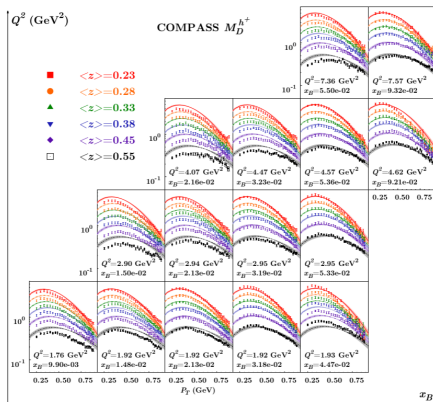 Q² (GeV²)
COMPASS M_D^{h^+}
<z>=0.23
<z>=0.28
<z>=0.33
<z>=0.38
<z>=0.45
<z>=0.55
10⁰
10⁻¹
Q²=7.36 GeV² Q²=7.57 GeV²
x_B=5.50e-02 x_B=9.32e-02
10⁰
10⁻¹
Q²=4.07 GeV² Q²=4.47 GeV² Q²=4.57 GeV² Q²=4.62 GeV²
x_B=2.16e-02 x_B=3.23e-02 x_B=5.36e-02 x_B=9.21e-02
0.25 0.50 0.75
10⁰
10⁻¹
Q²=2.90 GeV² Q²=2.94 GeV² Q²=2.95 GeV² Q²=2.95 GeV²
x_B=1.50e-02 x_B=2.13e-02 x_B=3.19e-02 x_B=5.33e-02
10⁰
10⁻¹
Q²=1.76 GeV² Q²=1.92 GeV² Q²=1.92 GeV² Q²=1.92 GeV² Q²=1.93 GeV²
x_B=9.90e-03 x_B=1.48e-02 x_B=2.13e-02 x_B=3.18e-02 x_B=4.47e-02
0.25 0.50 0.75 0.25 0.50 0.75 0.25 0.50 0.75 0.25 0.50 0.75 0.25 0.50 0.75
P_T (GeV)
x_B